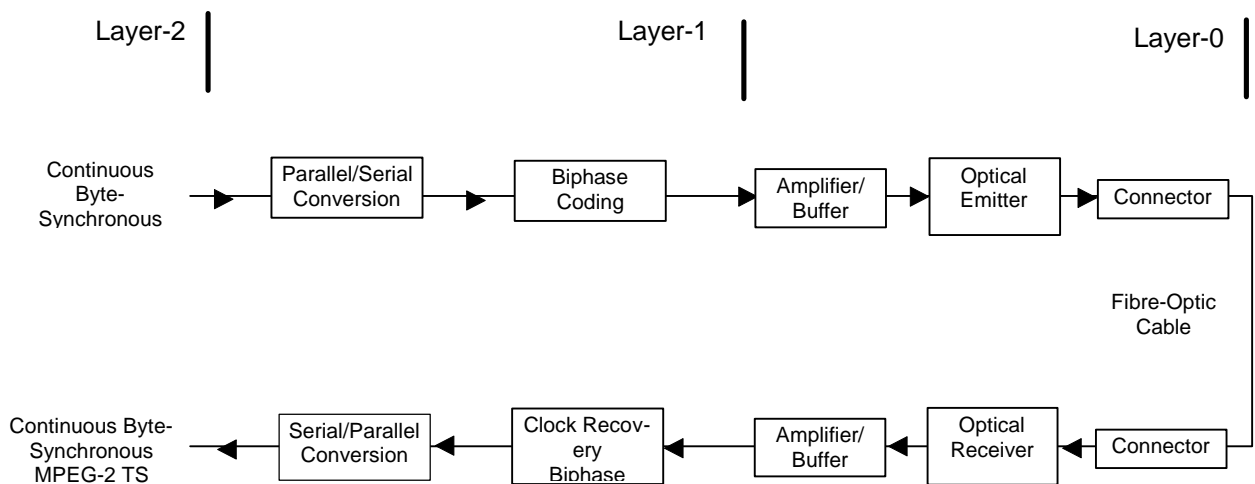 Layer-2
Layer-1
Layer-0
Continuous
Byte-
Synchronous
Parallel/Serial
Conversion
Biphase
Coding
Amplifier/
Buffer
Optical
Emitter
Connector
Fibre-Optic
Cable
Continuous Byte-
Synchronous
MPEG-2 TS
Serial/Parallel
Conversion
Clock Recov-
ery
Biphase
Amplifier/
Buffer
Optical
Receiver
Connector